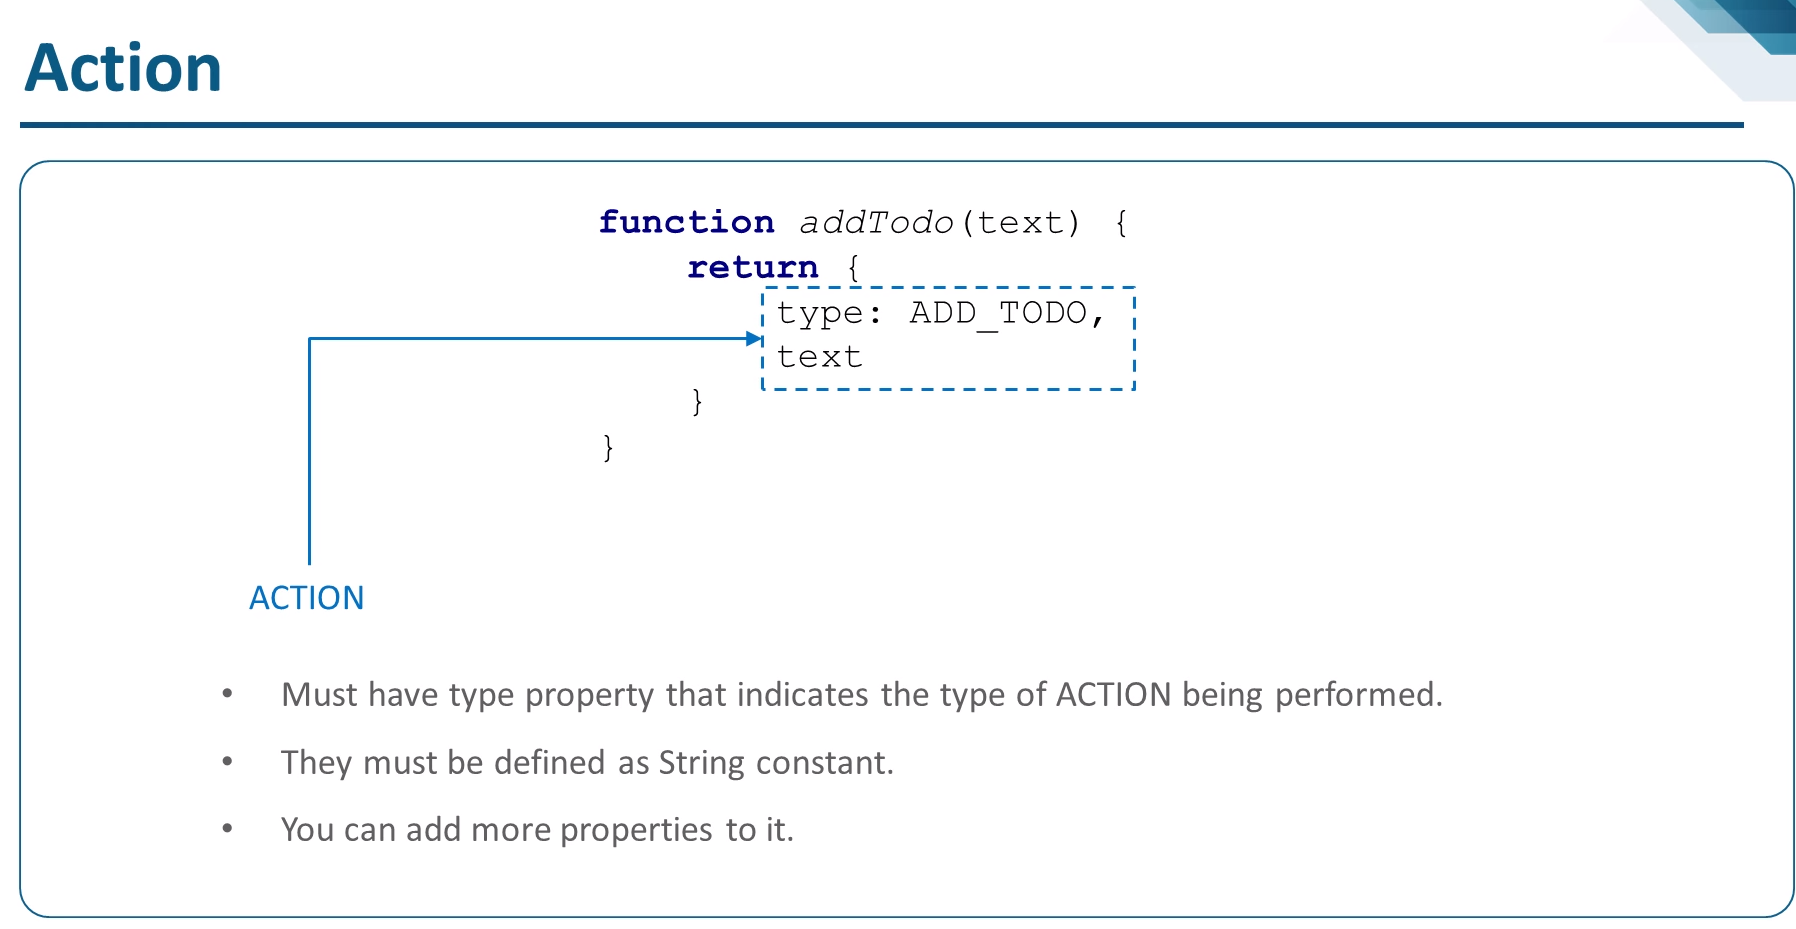 Action
function addTodo(text) {
return {
type: ADD_TODO,
text
}
}
ACTION
• Must have type property that indicates the type of ACTION being performed.
• They must be defined as String constant.
• You can add more properties to it.